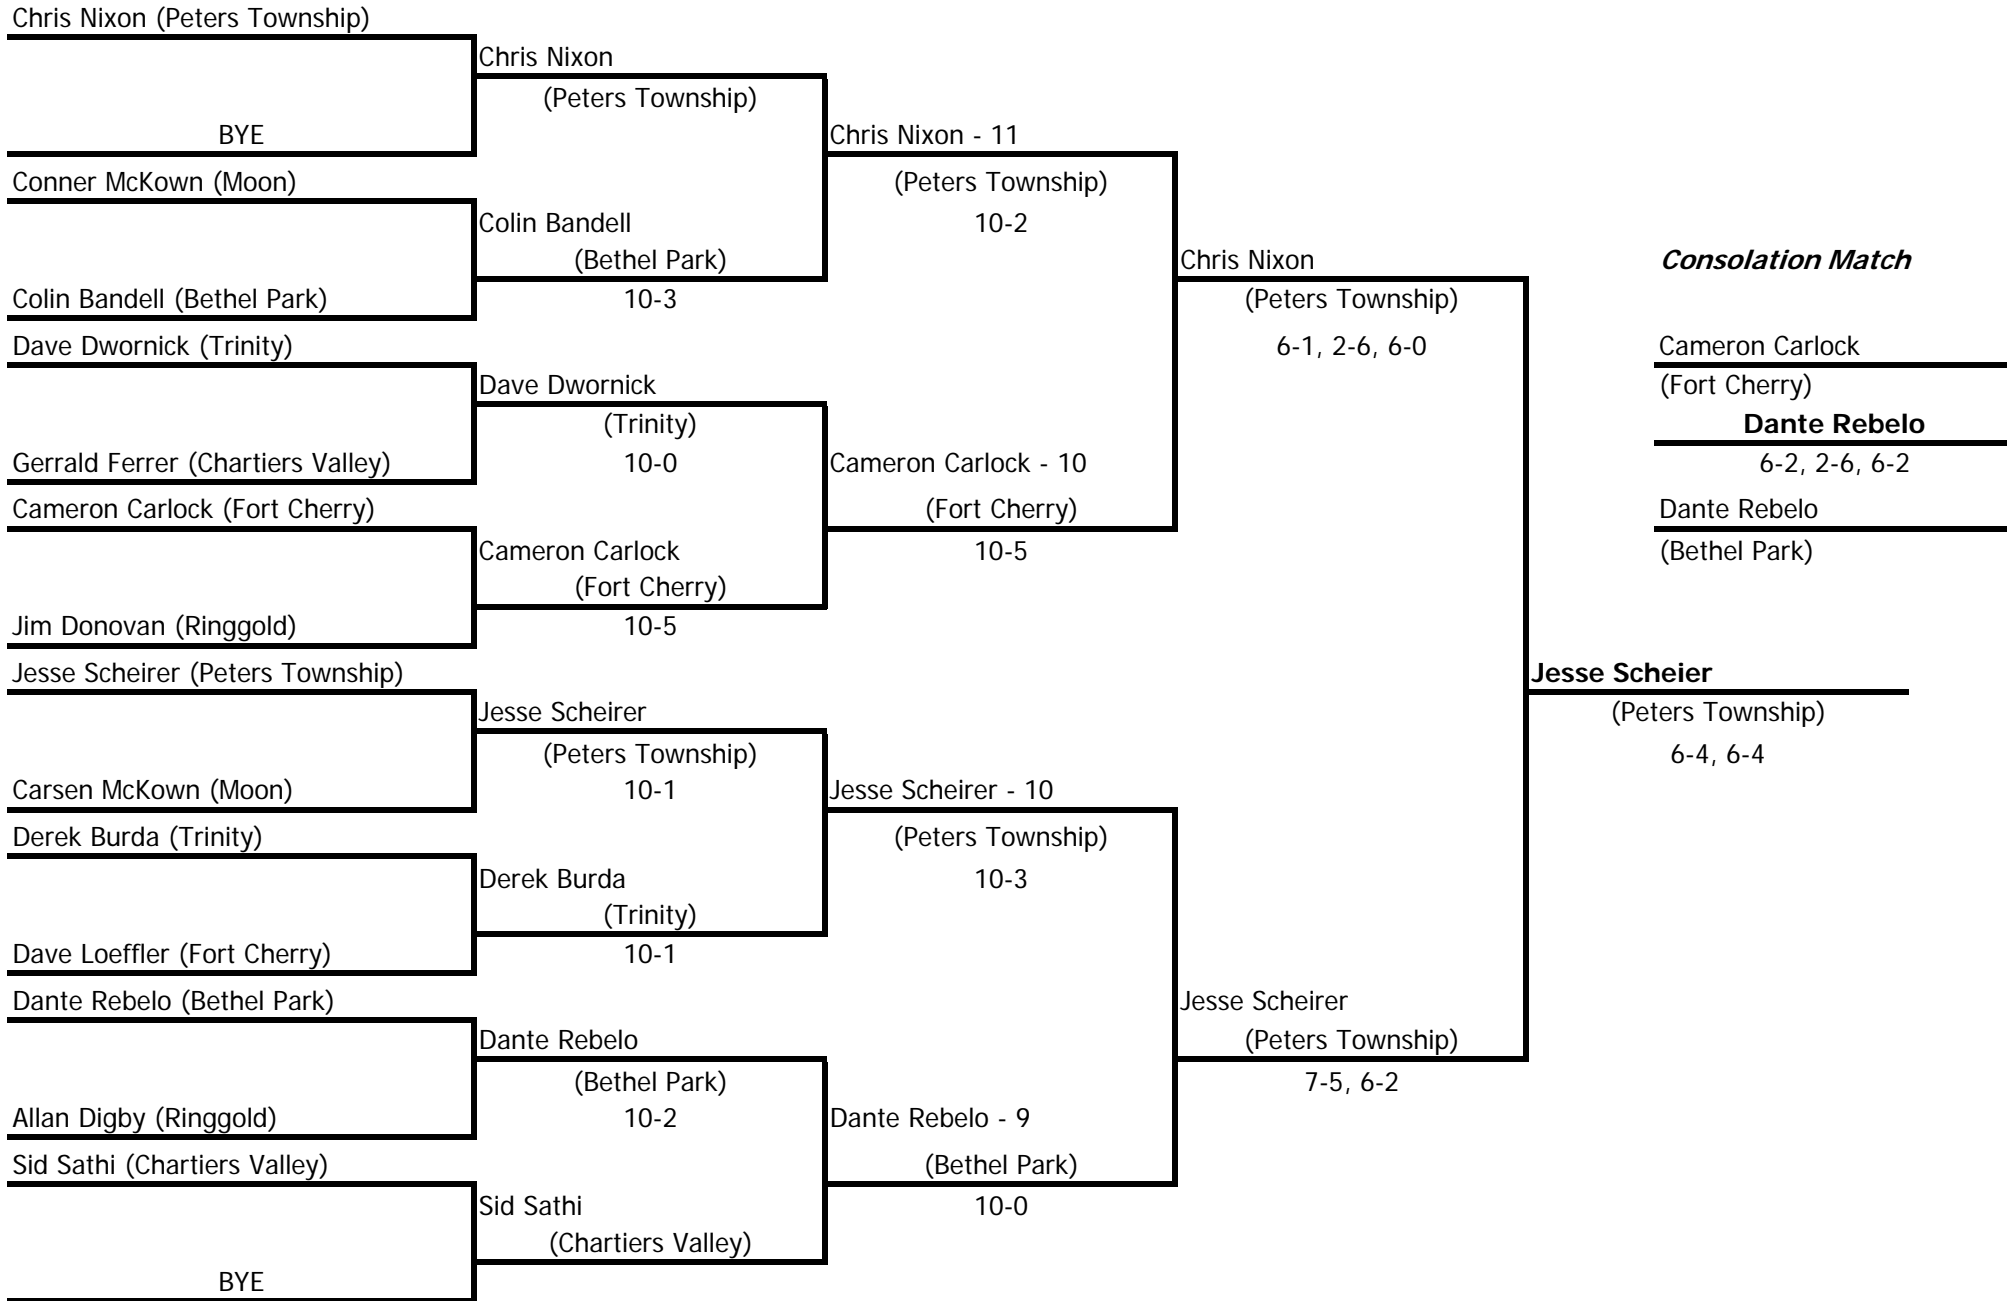 Chris Nixon (Peters Township)
Chris Nixon
(Peters Township)
BYE
Chris Nixon - 11
Conner McKown (Moon)
(Peters Township)
Colin Bandell
10-2
(Bethel Park)
Chris Nixon
Consolation Match
Colin Bandell (Bethel Park)
10-3
(Peters Township)
Dave Dwornick (Trinity)
6-1, 2-6, 6-0
Cameron Carlock
Dave Dwornick
(Fort Cherry)
(Trinity)
Dante Rebelo
Gerrald Ferrer (Chartiers Valley)
10-0
Cameron Carlock - 10
6-2, 2-6, 6-2
Cameron Carlock (Fort Cherry)
(Fort Cherry)
Dante Rebelo
Cameron Carlock
10-5
(Bethel Park)
(Fort Cherry)
Jim Donovan (Ringgold)
10-5
Jesse Scheirer (Peters Township)
Jesse Scheier
Jesse Scheirer
(Peters Township)
(Peters Township)
6-4, 6-4
Carsen McKown (Moon)
10-1
Jesse Scheirer - 10
Derek Burda (Trinity)
(Peters Township)
Derek Burda
10-3
(Trinity)
Dave Loeffler (Fort Cherry)
10-1
Dante Rebelo (Bethel Park)
Jesse Scheirer
Dante Rebelo
(Peters Township)
(Bethel Park)
7-5, 6-2
Allan Digby (Ringgold)
10-2
Dante Rebelo - 9
Sid Sathi (Chartiers Valley)
(Bethel Park)
Sid Sathi
10-0
(Chartiers Valley)
BYE